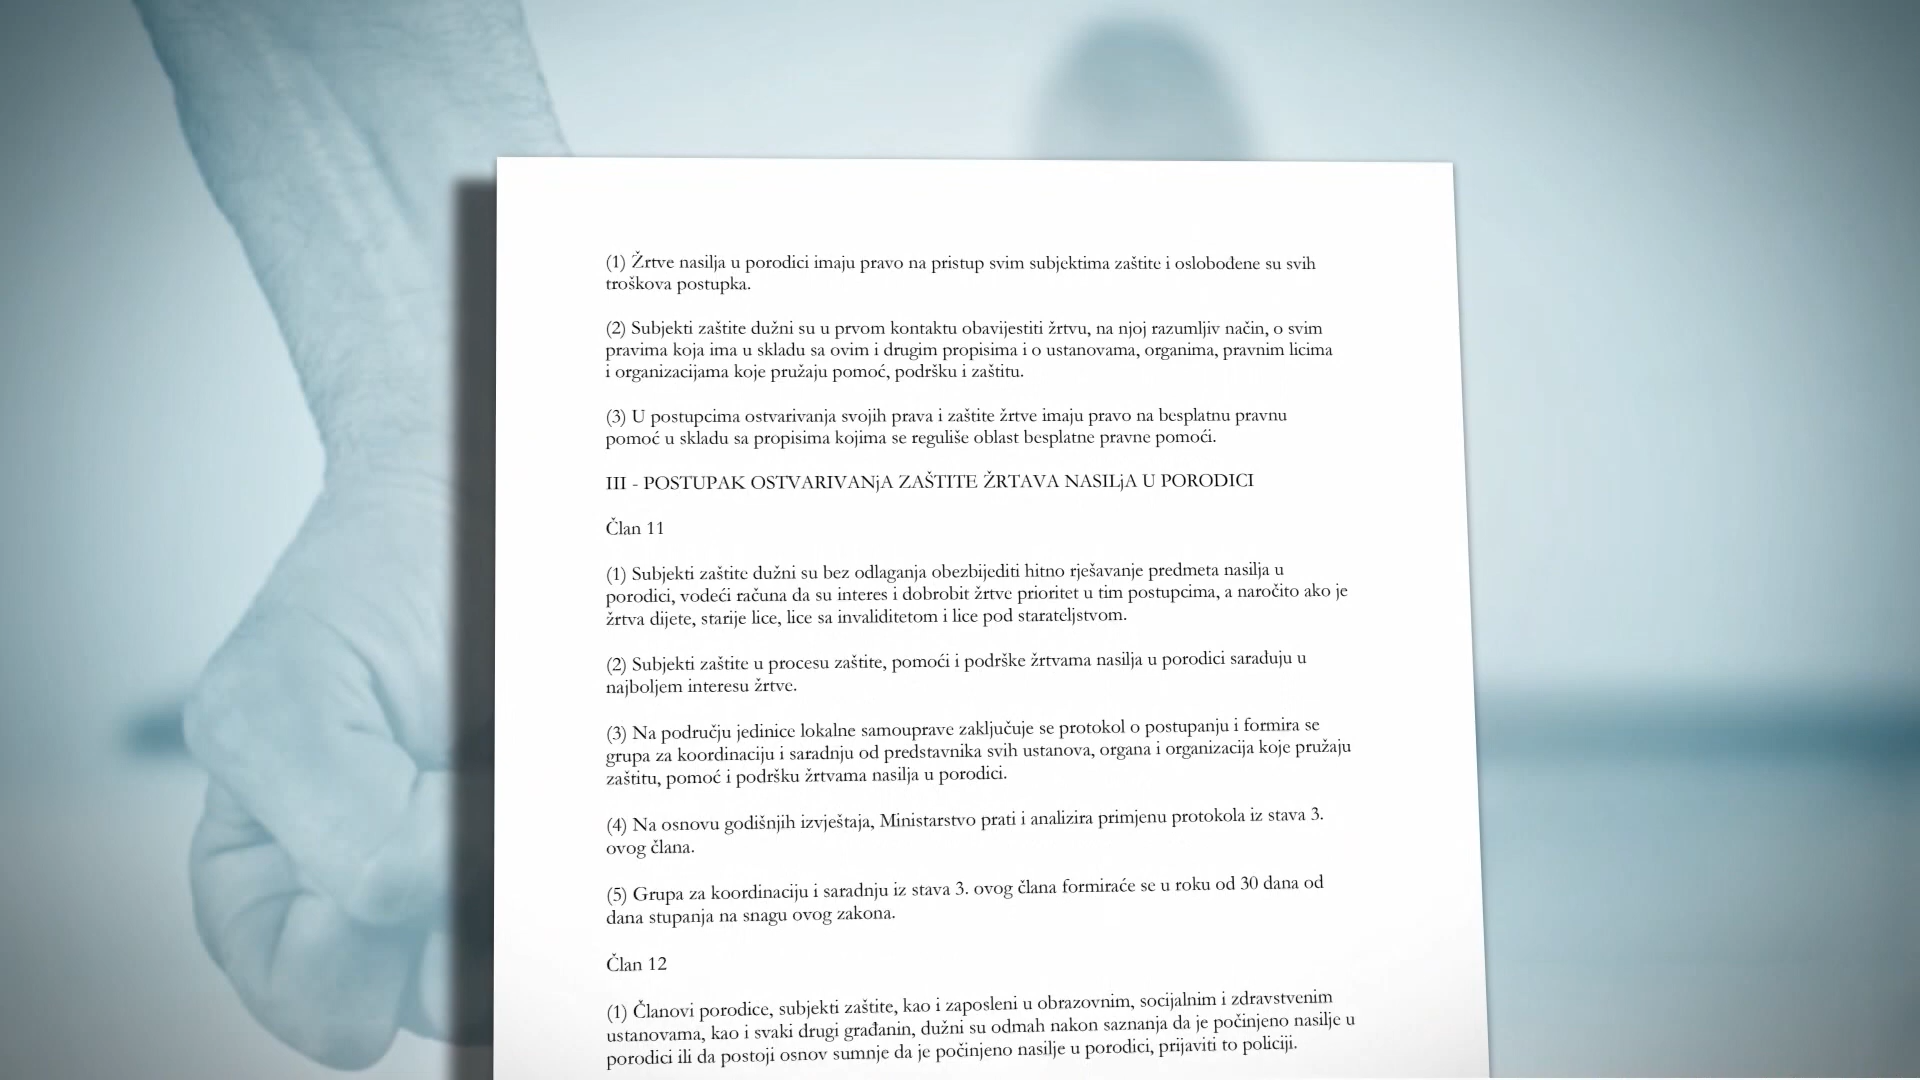 (1) Žrtve nasilja u porodici imaju pravo na pristup svim subjektima zaštite i oslobođene su svih
troškova postupka.
(2) Subjekti zaštite dužni su u prvom kontaktu obavijestiti žrtvu, na njoj razumljiv način, o svim
pravima koja ima u skladu sa ovim i drugim propisima i o ustanovama, organima, pravnim licima
i organizacijama koje pružaju pomoć, podršku i zaštitu.
(3) U postupcima ostvarivanja svojih prava i zaštite žrtve imaju pravo na besplatnu pravnu
pomoć u skladu sa propisima kojima se reguliše oblast besplatne pravne pomoći.
III - POSTUPAK OSTVARIVANjA ZAŠTITE ŽRTAVA NASILjA U PORODICI
Član 11
(1) Subjekti zaštite dužni su bez odlaganja obezbijediti hitno rješavanje predmeta nasilja u
porodici, vodeći računa da su interes i dobrobit žrtve prioritet u tim postupcima, a naročito ako je
žrtva dijete, starije lice, lice sa invaliditetom i lice pod starateljstvom.
(2) Subjekti zaštite u procesu zaštite, pomoći i podrške žrtvama nasilja u porodici sarađuju u
najboljem interesu žrtve.
(3) Na području jedinice lokalne samouprave zaključuje se protokol o postupanju i formira se
grupa za koordinaciju i saradnju od predstavnika svih ustanova, organa i organizacija koje pružaju
zaštitu, pomoć i podršku žrtvama nasilja u porodici.
(4) Na osnovu godišnjih izvještaja, Ministarstvo prati i analizira primjenu protokola iz stava 3.
ovog člana.
(5) Grupa za koordinaciju i saradnju iz stava 3. ovog člana formiraće se u roku od 30 dana od
dana stupanja na snagu ovog zakona.
Član 12
(1) Članovi porodice, subjekti zaštite, kao i zaposleni u obrazovnim, socijalnim i zdravstvenim
ustanovama, kao i svaki drugi građanin, dužni su odmah nakon saznanja da je počinjeno nasilje u
porodici ili da postoji osnov sumnje da je počinjeno nasilje u porodici, prijaviti to policiji.